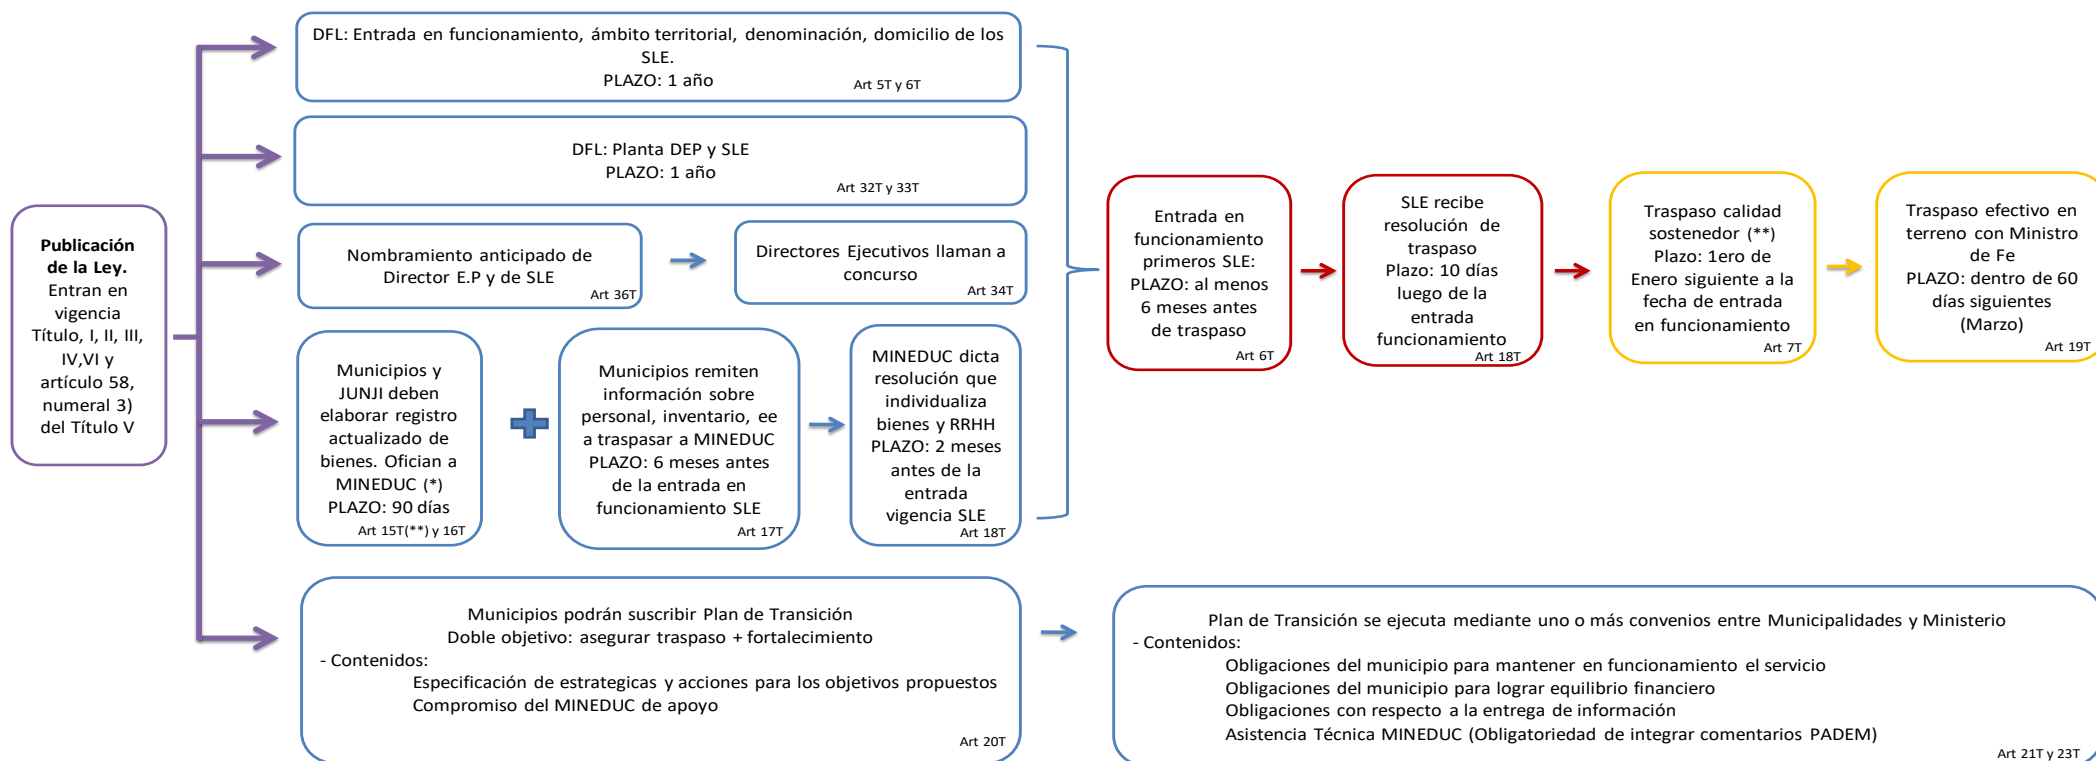 DFL: Entrada en funcionamiento, ámbito territorial, denominación, domicilio de los
SLE.
PLAZO: 1 año
Art 5T y 6T
DFL: Planta DEP y SLE
PLAZO: 1 año
Art 32T y 33T
Publicación
de la Ley.
Entran en
vigencia
Título, I, II, III,
IV,VI y
artículo 58,
numeral 3)
del Título V
Nombramiento anticipado de
Director E.P y de SLE
Art 36T
Directores Ejecutivos llaman a
concurso
Art 34T
Municipios y
JUNJI deben
elaborar registro
actualizado de
bienes. Ofician a
MINEDUC (*)
PLAZO: 90 días
Art 15T(**) y 16T
Municipios remiten
información sobre
personal, inventario, ee
a traspasar a MINEDUC
PLAZO: 6 meses antes
de la entrada en
funcionamiento SLE
Art 17T
MINEDUC dicta
resolución que
individualiza
bienes y RRHH
PLAZO: 2 meses
antes de la
entrada
vigencia SLE
Art 18T
Entrada en
funcionamiento
primeros SLE:
PLAZO: al menos
6 meses antes
de traspaso
Art 6T
SLE recibe
resolución de
traspaso
Plazo: 10 días
luego de la
entrada
funcionamiento
Art 18T
Traspaso calidad
sostenedor (**)
Plazo: 1ero de
Enero siguiente a la
fecha de entrada
en funcionamiento
Art 7T
Traspaso efectivo en
terreno con Ministro
de Fe
PLAZO: dentro de 60
días siguientes
(Marzo)
Art 19T
Municipios podrán suscribir Plan de Transición
Doble objetivo: asegurar traspaso + fortalecimiento
- Contenidos:
Especificación de estrategicas y acciones para los objetivos propuestos
Compromiso del MINEDUC de apoyo
Art 20T
Plan de Transición se ejecuta mediante uno o más convenios entre Municipalidades y Ministerio
- Contenidos:
Obligaciones del municipio para mantener en funcionamiento el servicio
Obligaciones del municipio para lograr equilibrio financiero
Obligaciones con respecto a la entrega de información
Asistencia Técnica MINEDUC (Obligatoriedad de integrar comentarios PADEM)
Art 21T y 23T